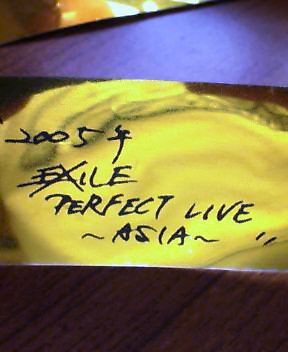 2005年
EXILE
PERFECT LIVE
~ASIA~ "